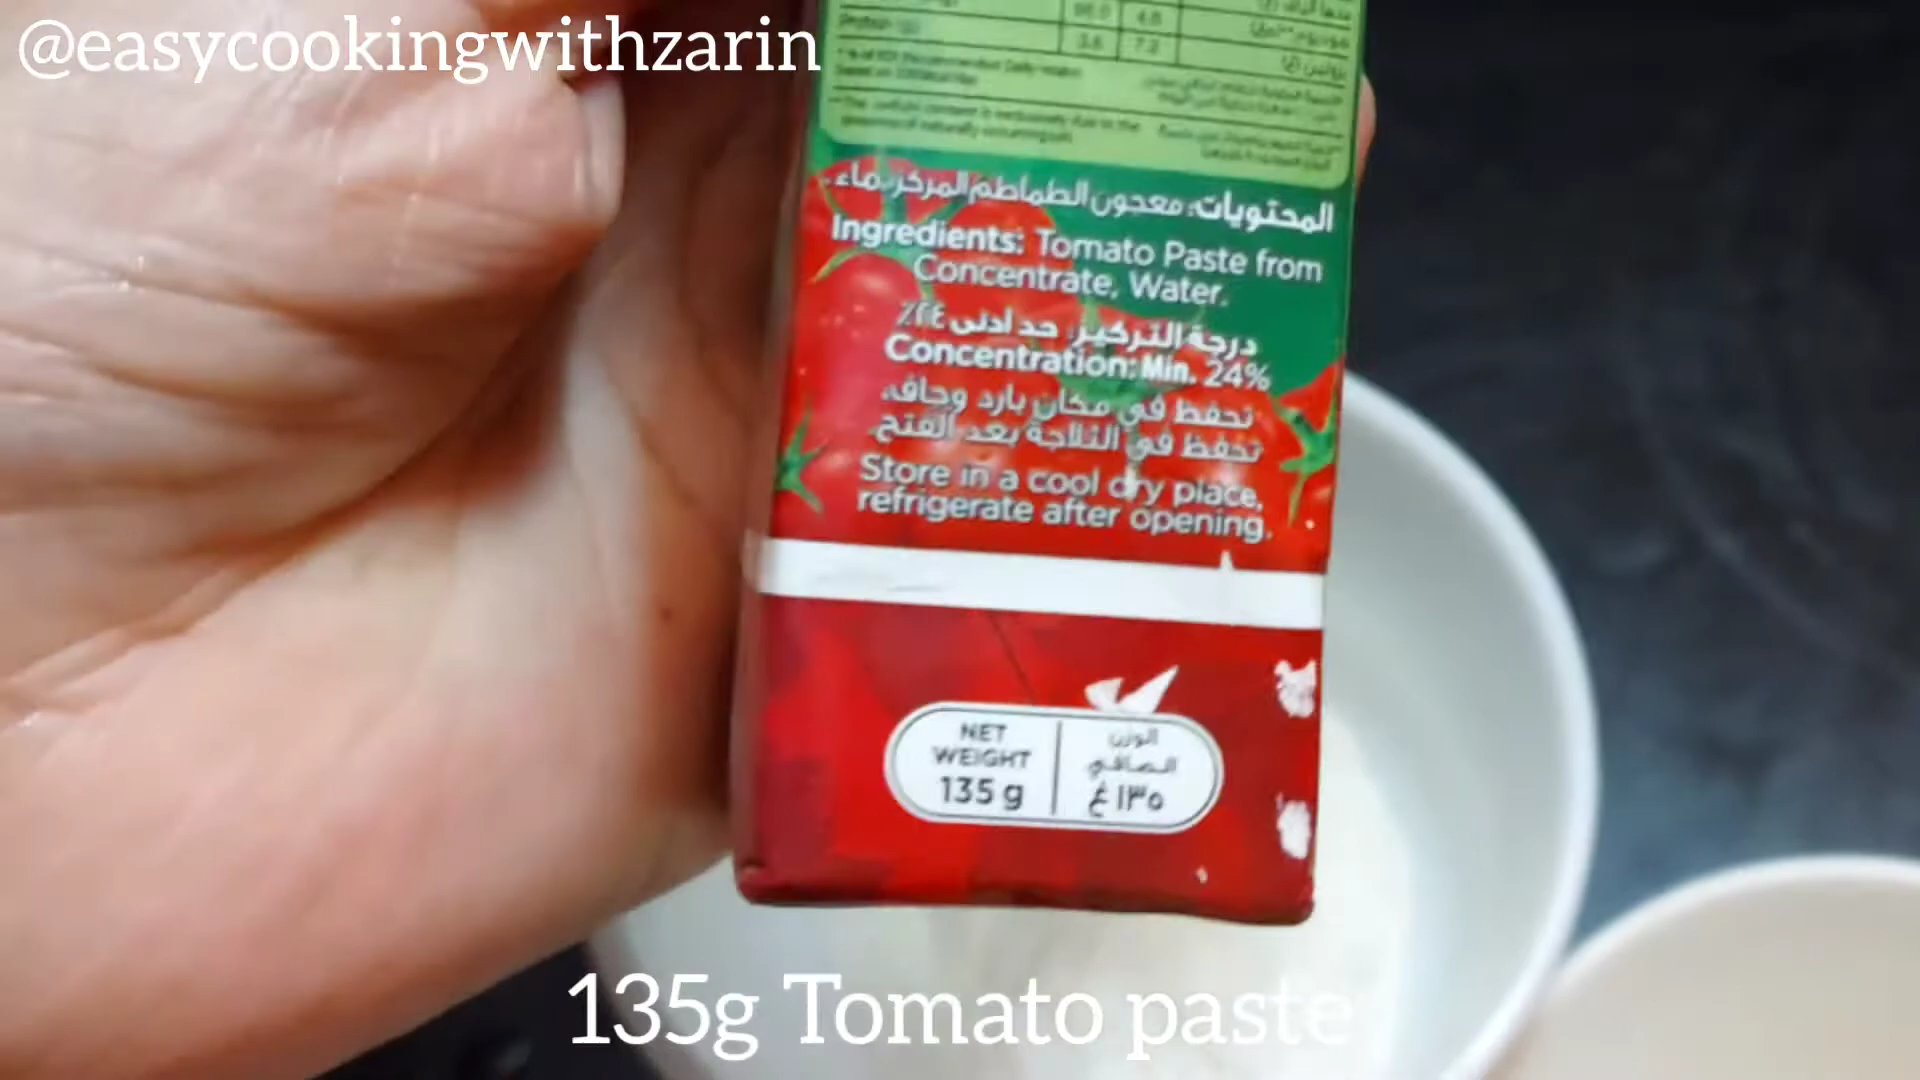 @easycookingwithzarin
المحتويات: معجون الطماطم المركز، ماء.
Ingredients: Tomato Paste from
Concentrate, Water.
درجة التركيز: حد أدنى ٢٤٪
Concentration: Min. 24%
تحفظ في مكان بارد وجاف،
تحفظ في الثلاجة بعد الفتح.
Store in a cool dry place,
refrigerate after opening.
NET
WEIGHT
135 g
الوزن
الصافي
١٣٥ غ
135g Tomato paste